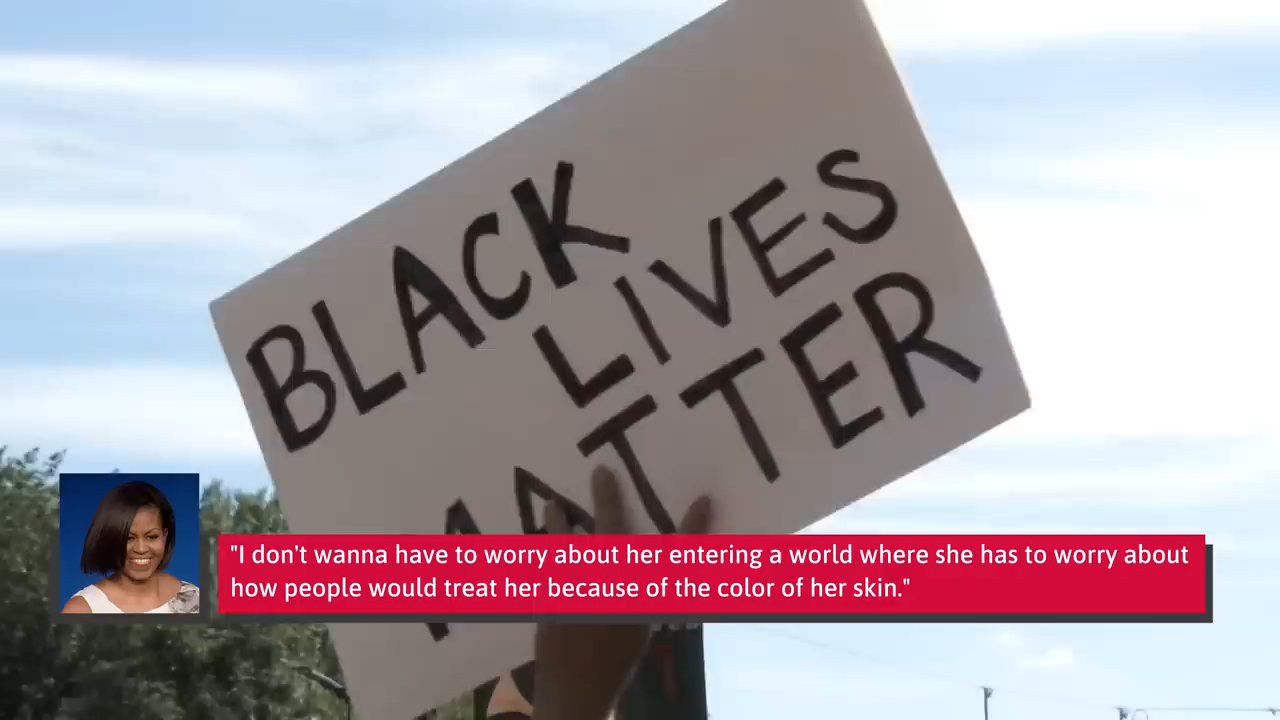 BLACK
LIVES
MATTER
"I don't wanna have to worry about her entering a world where she has to worry about
how people would treat her because of the color of her skin."